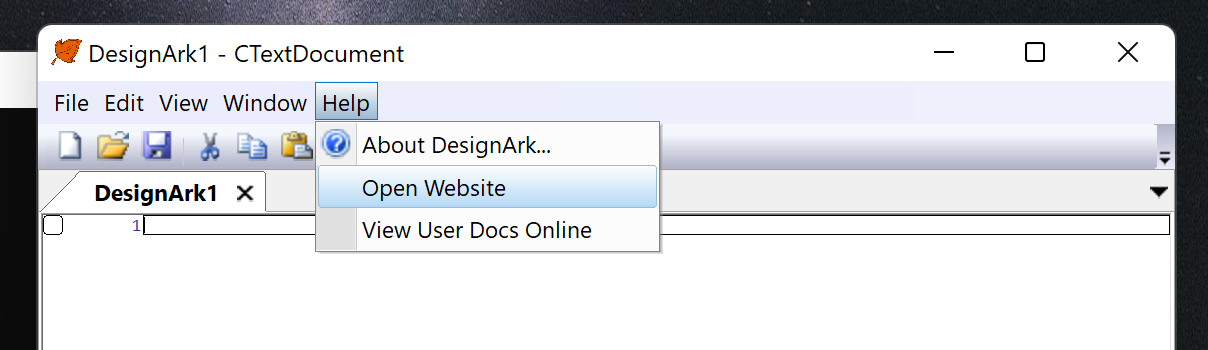 DesignArk1 - CTextDocument
File Edit View Window Help
About DesignArk...
Open Website
View User Docs Online
DesignArk1
1